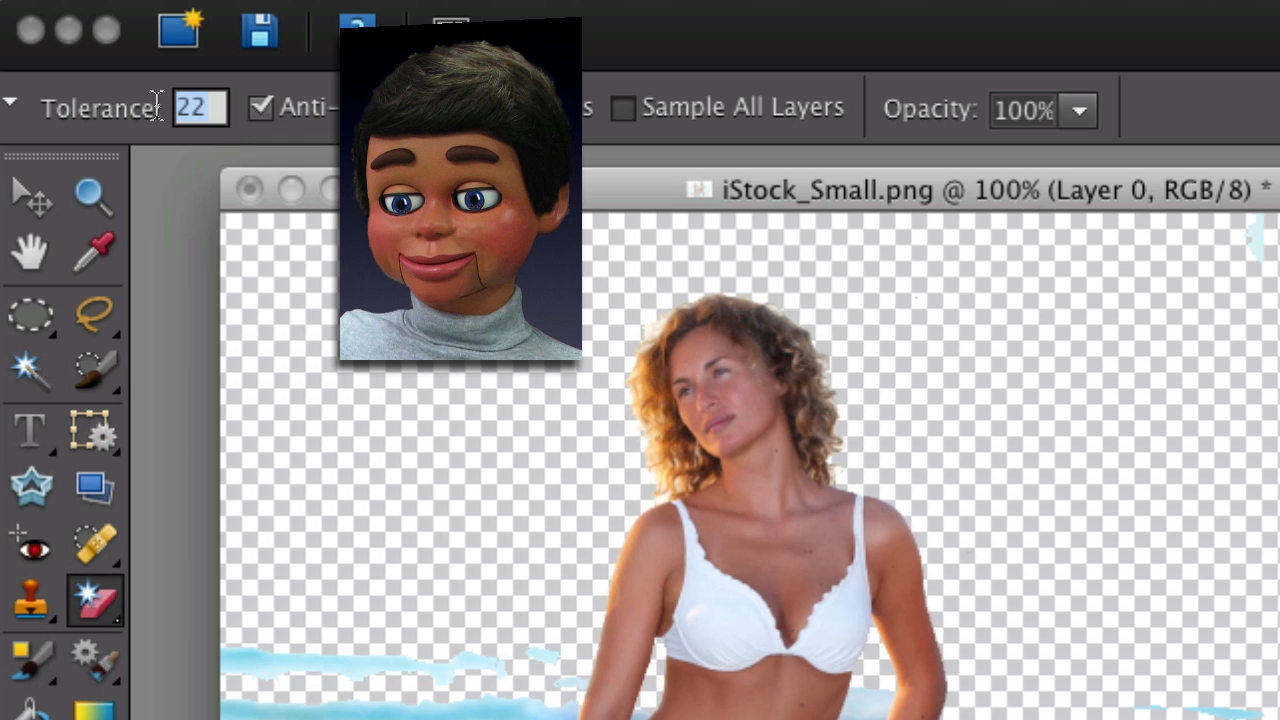 Tolerance: 22 Anti- s Sample All Layers Opacity: 100%
iStock_Small.png @ 100% (Layer 0, RGB/8) *